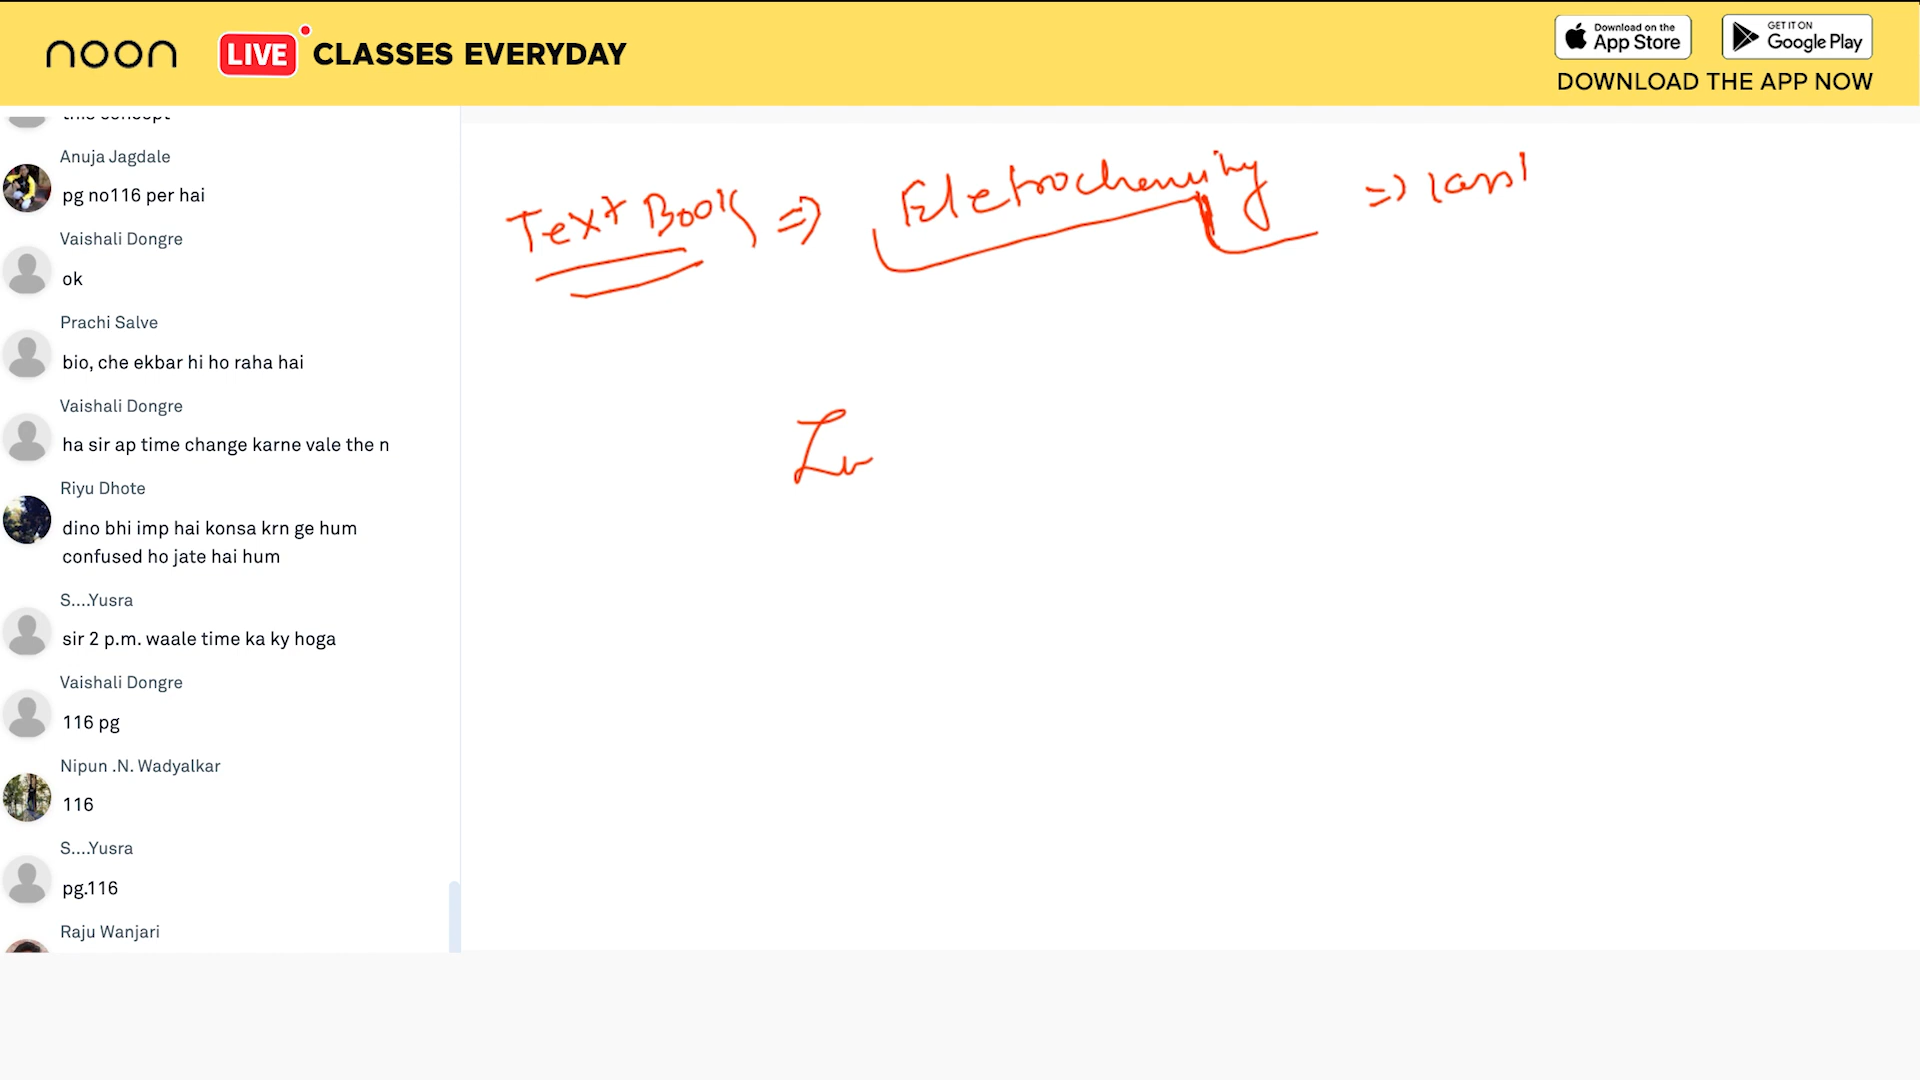 noon LIVE CLASSES EVERYDAY
Download on the App Store
GET IT ON Google Play
DOWNLOAD THE APP NOW
this concept
Anuja Jagdale
pg no116 per hai
Vaishali Dongre
ok
Prachi Salve
bio, che ekbar hi ho raha hai
Vaishali Dongre
ha sir ap time change karne vale the n
Riyu Dhote
dino bhi imp hai konsa krn ge hum
confused ho jate hai hum
S....Yusra
sir 2 p.m. waale time ka ky hoga
Vaishali Dongre
116 pg
Nipun .N. Wadyalkar
116
S....Yusra
pg.116
Raju Wanjari
Text Book ⇒ Eletrochemistry ⇒